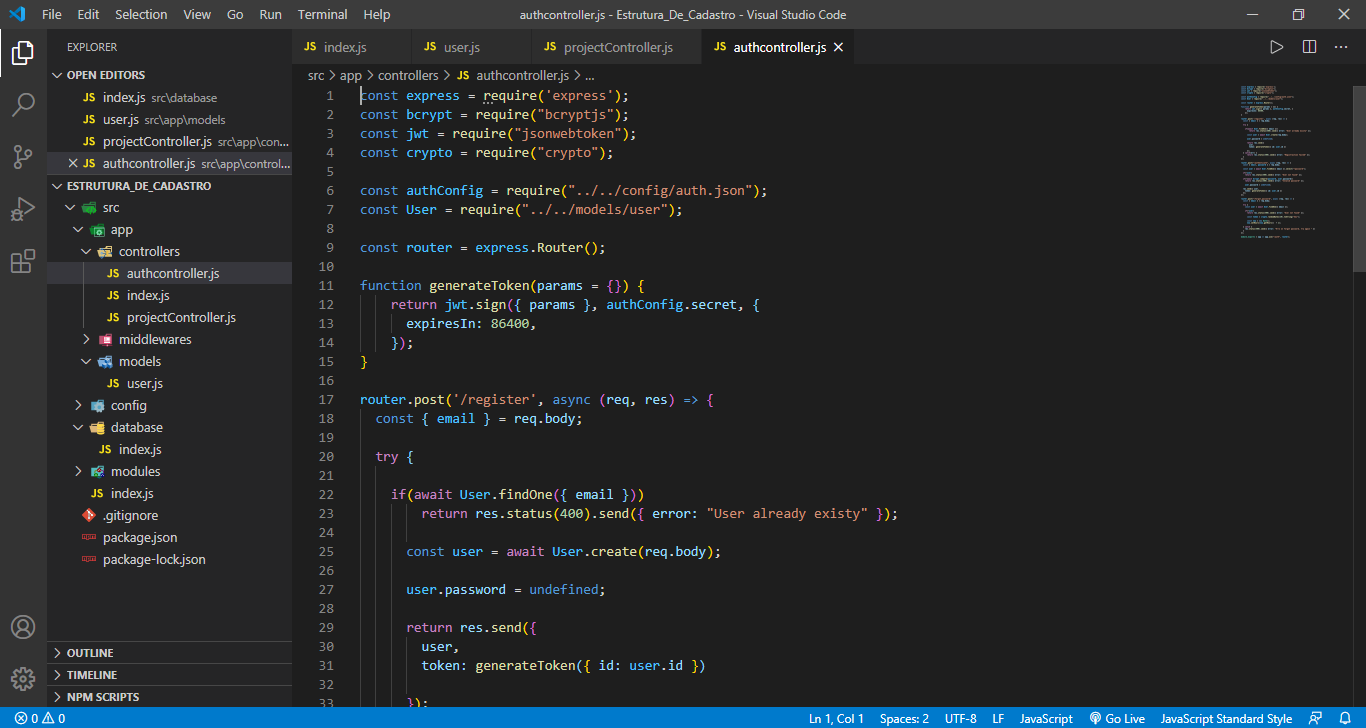 File Edit Selection View Go Run Terminal Help
authcontroller.js - Estrutura_De_Cadastro - Visual Studio Code
EXPLORER
OPEN EDITORS
JS index.js src\database
JS user.js src\app\models
JS projectController.js src\app\con...
JS authcontroller.js src\app\control...
ESTRUTURA_DE_CADASTRO
src
app
controllers
JS authcontroller.js
JS index.js
JS projectController.js
middlewares
models
JS user.js
config
database
JS index.js
modules
JS index.js
.gitignore
package.json
package-lock.json
OUTLINE
TIMELINE
NPM SCRIPTS
JS index.js JS user.js JS projectController.js JS authcontroller.js
src > app > controllers > JS authcontroller.js > ...
1 const express = require('express');
2 const bcrypt = require("bcryptjs");
3 const jwt = require("jsonwebtoken");
4 const crypto = require("crypto");
5
6 const authConfig = require("../../config/auth.json");
7 const User = require("../../models/user");
8
9 const router = express.Router();
10
11 function generateToken(params = {}) {
12 return jwt.sign({ params }, authConfig.secret, {
13 expiresIn: 86400,
14 });
15 }
16
17 router.post('/register', async (req, res) => {
18 const { email } = req.body;
19
20 try {
21
22 if(await User.findOne({ email }))
23 return res.status(400).send({ error: "User already existy" });
24
25 const user = await User.create(req.body);
26
27 user.password = undefined;
28
29 return res.send({
30 user,
31 token: generateToken({ id: user.id })
32
33 });
0 0
Ln 1, Col 1 Spaces: 2 UTF-8 LF JavaScript Go Live JavaScript Standard Style